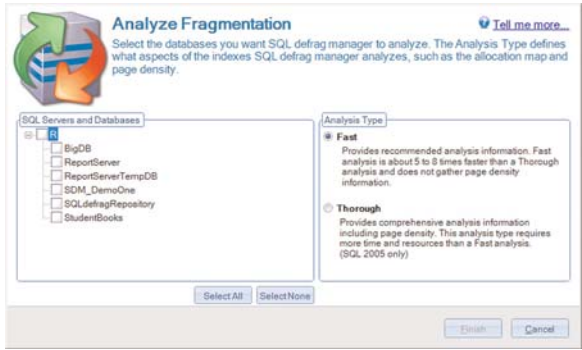 Analyze Fragmentation
Tell me more...
Select the databases you want SQL defrag manager to analyze. The Analysis Type defines
what aspects of the indexes SQL defrag manager analyzes, such as the allocation map and
page density.
SQL Servers and Databases
R
BigDB
ReportServer
ReportServerTempDB
SDM_DemoOne
SQLdefragRepository
StudentBooks
Select All
Select None
Analysis Type
Fast
Provides recommended analysis information. Fast
analysis is about 5 to 8 times faster than a Thorough
analysis and does not gather page density
information.
Thorough
Provides comprehensive analysis information
including page density. This analysis type requires
more time and resources than a Fast analysis.
(SQL 2005 only)
Finish
Cancel